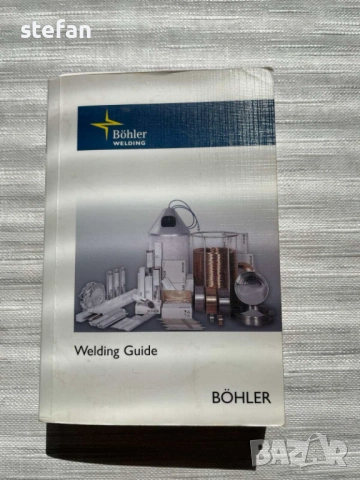 stefan
Böhler
WELDING
Welding Guide
BÖHLER
BAZAR